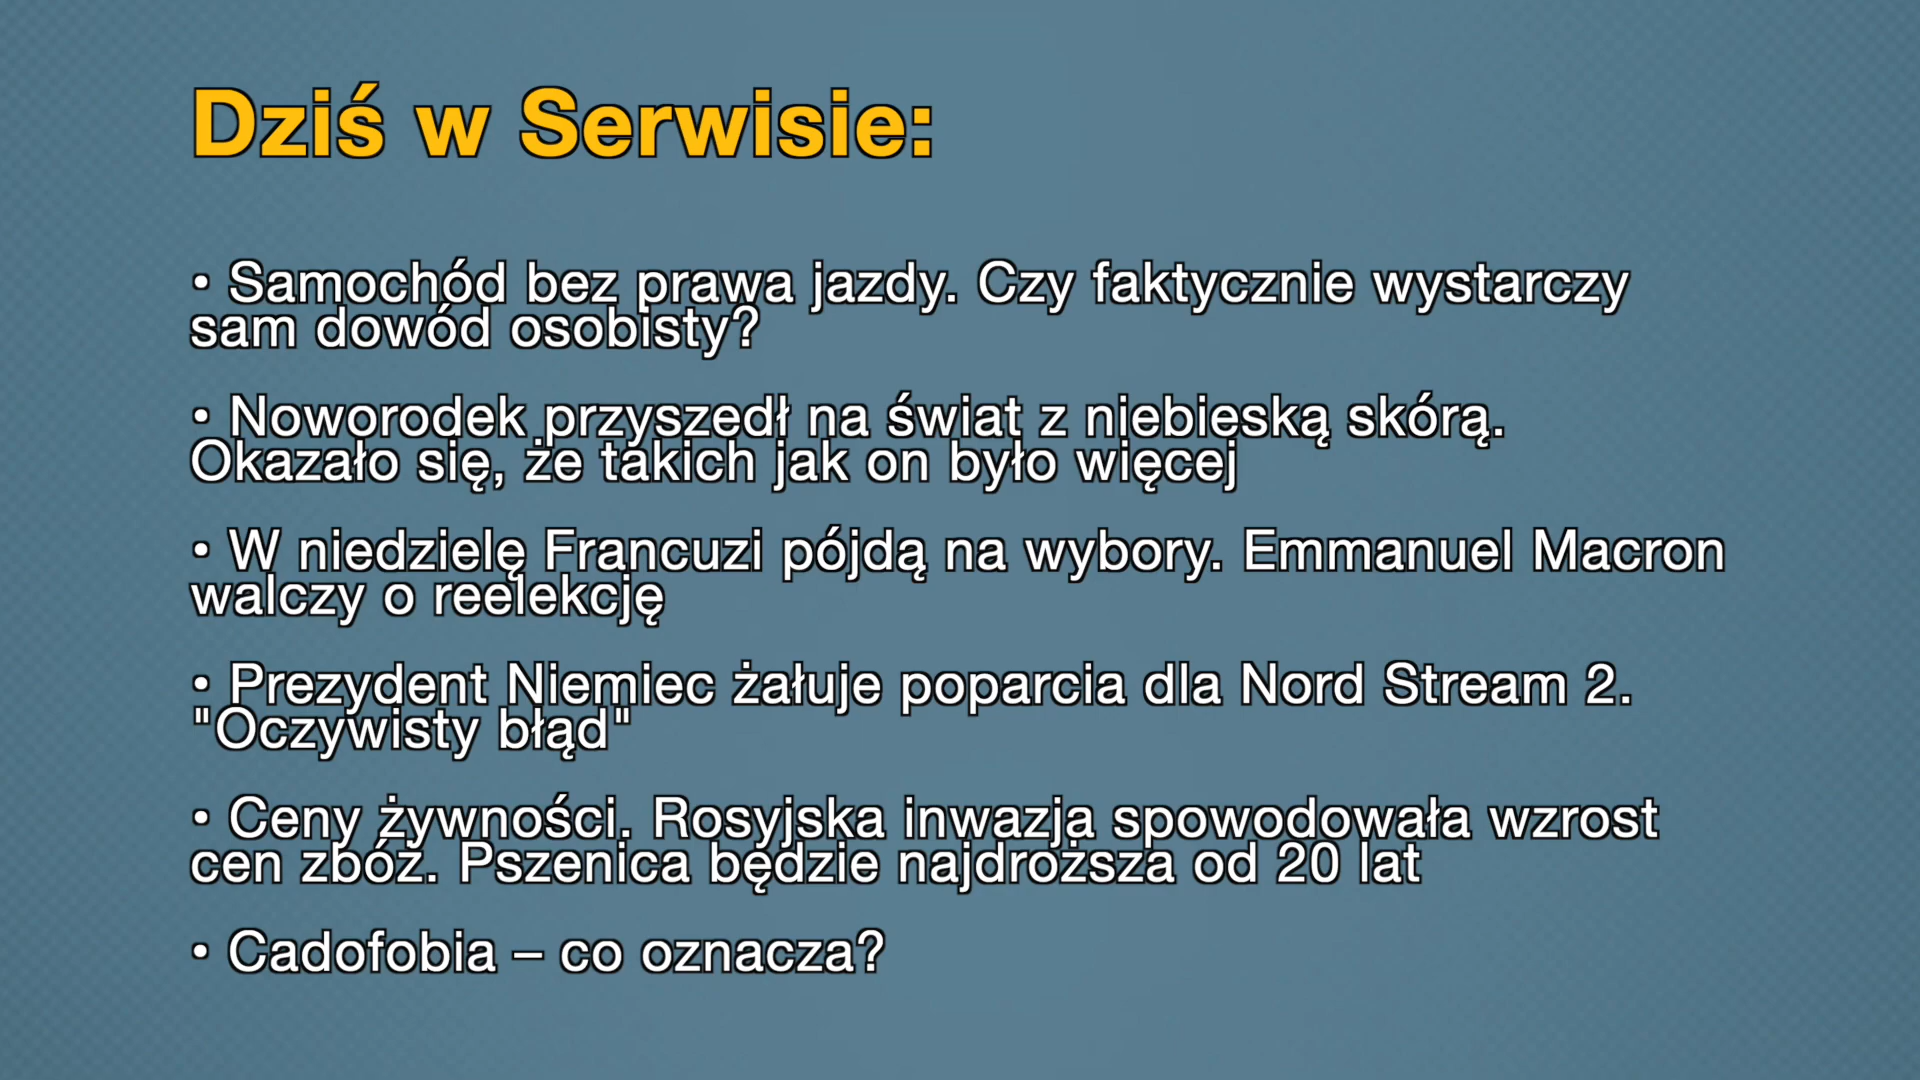 Dziś w Serwisie:
• Samochód bez prawa jazdy. Czy faktycznie wystarczy
sam dowód osobisty?
• Noworodek przyszedł na świat z niebieską skórą.
Okazało się, że takich jak on było więcej
• W niedzielę Francuzi pójdą na wybory. Emmanuel Macron
walczy o reelekcję
• Prezydent Niemiec żałuje poparcia dla Nord Stream 2.
"Oczywisty błąd"
• Ceny żywności. Rosyjska inwazja spowodowała wzrost
cen zbóż. Pszenica będzie najdroższa od 20 lat
• Cadofobia – co oznacza?